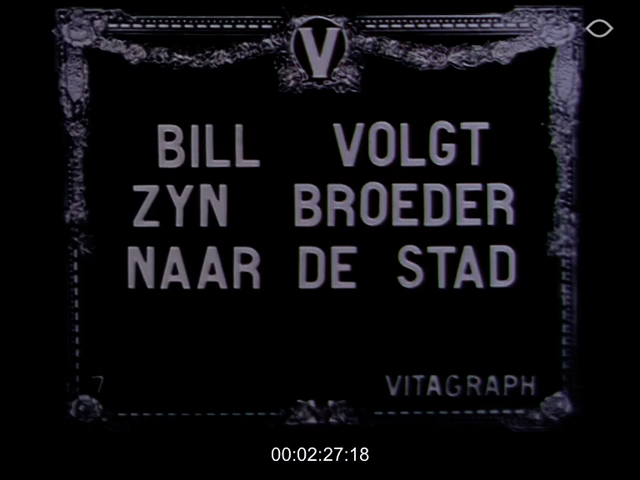 V
BILL VOLGT
ZYN BROEDER
NAAR DE STAD
7
VITAGRAPH
00:02:27:18